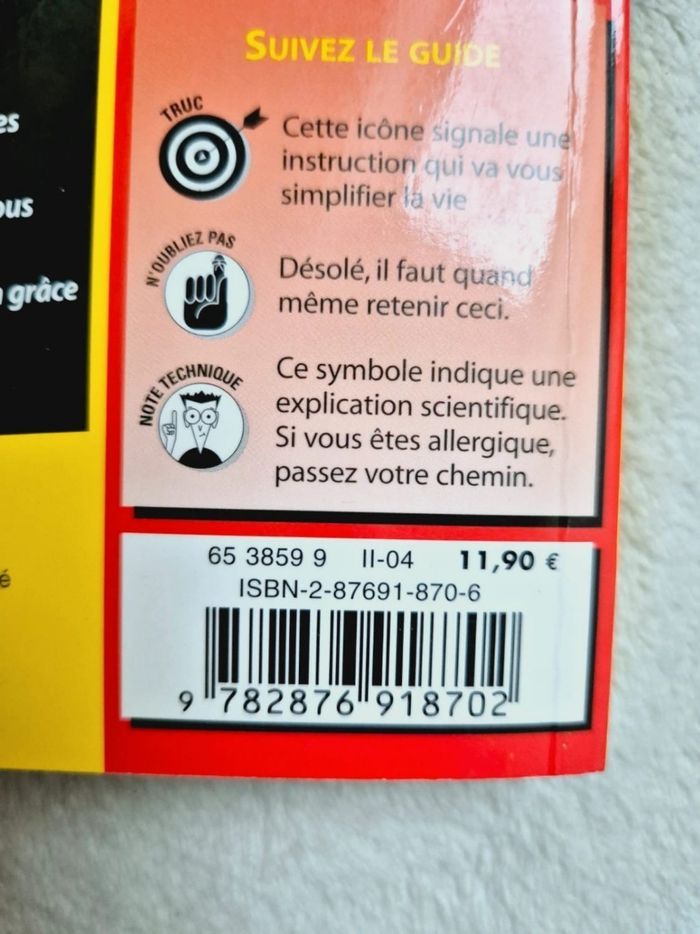 es
ous
grâce
é
SUIVEZ LE GUIDE
TRUC
Cette icône signale une
instruction qui va vous
simplifier la vie
N'OUBLIEZ PAS
Désolé, il faut quand
même retenir ceci.
NOTE TECHNIQUE
Ce symbole indique une
explication scientifique.
Si vous êtes allergique,
passez votre chemin.
65 3859 9 II-04 11,90 €
ISBN-2-87691-870-6
9 782876 918702